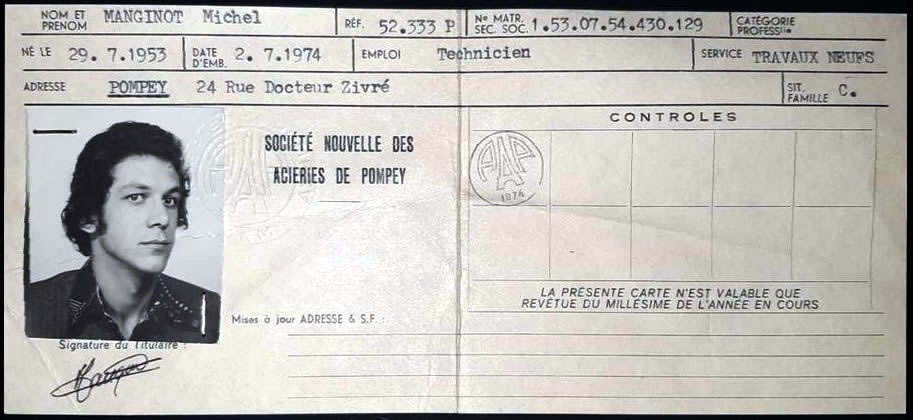 NOM ET PRENOM MANGINOT Michel RÉF. 52.333 P Nº MATR. SEC. SOC. 1.53.07.54.430.129 CATÉGORIE PROFESSIle
NÉ LE 29. 7.1953 DATE D'EMB. 2. 7.1974 EMPLOI Technicien SERVICE TRAVAUX NEUFS
ADRESSE POMPEY 24 Rue Docteur Zivré SIT. FAMILLE C.
CONTROLES
SOCIÉTÉ NOUVELLE DES
ACIERIES DE POMPEY
1974
LA PRÉSENTE CARTE N'EST VALABLE QUE
REVÊTUE DU MILLÉSIME DE L'ANNÉE EN COURS
Mises à jour ADRESSE & S.F. :
Signature du Titulaire :